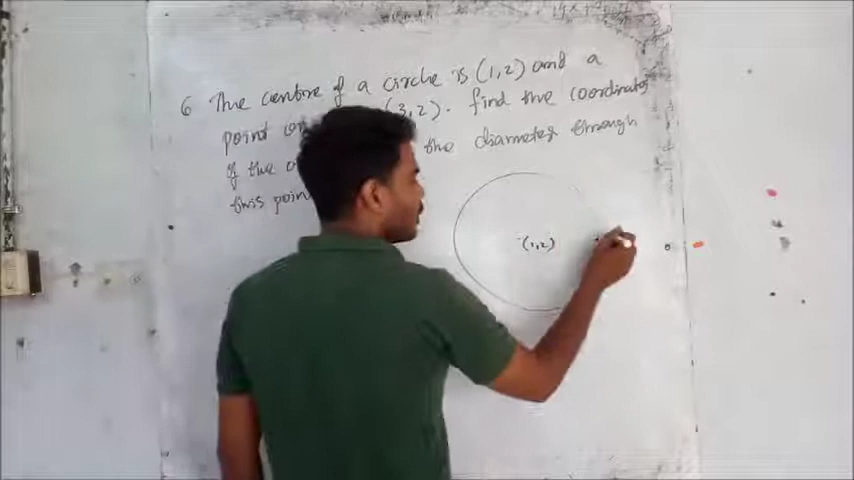 6 The centre of a circle is (1,2) and a
point on (3,2). find the coordinates
of the o the diameter through
this poin
(1,2)